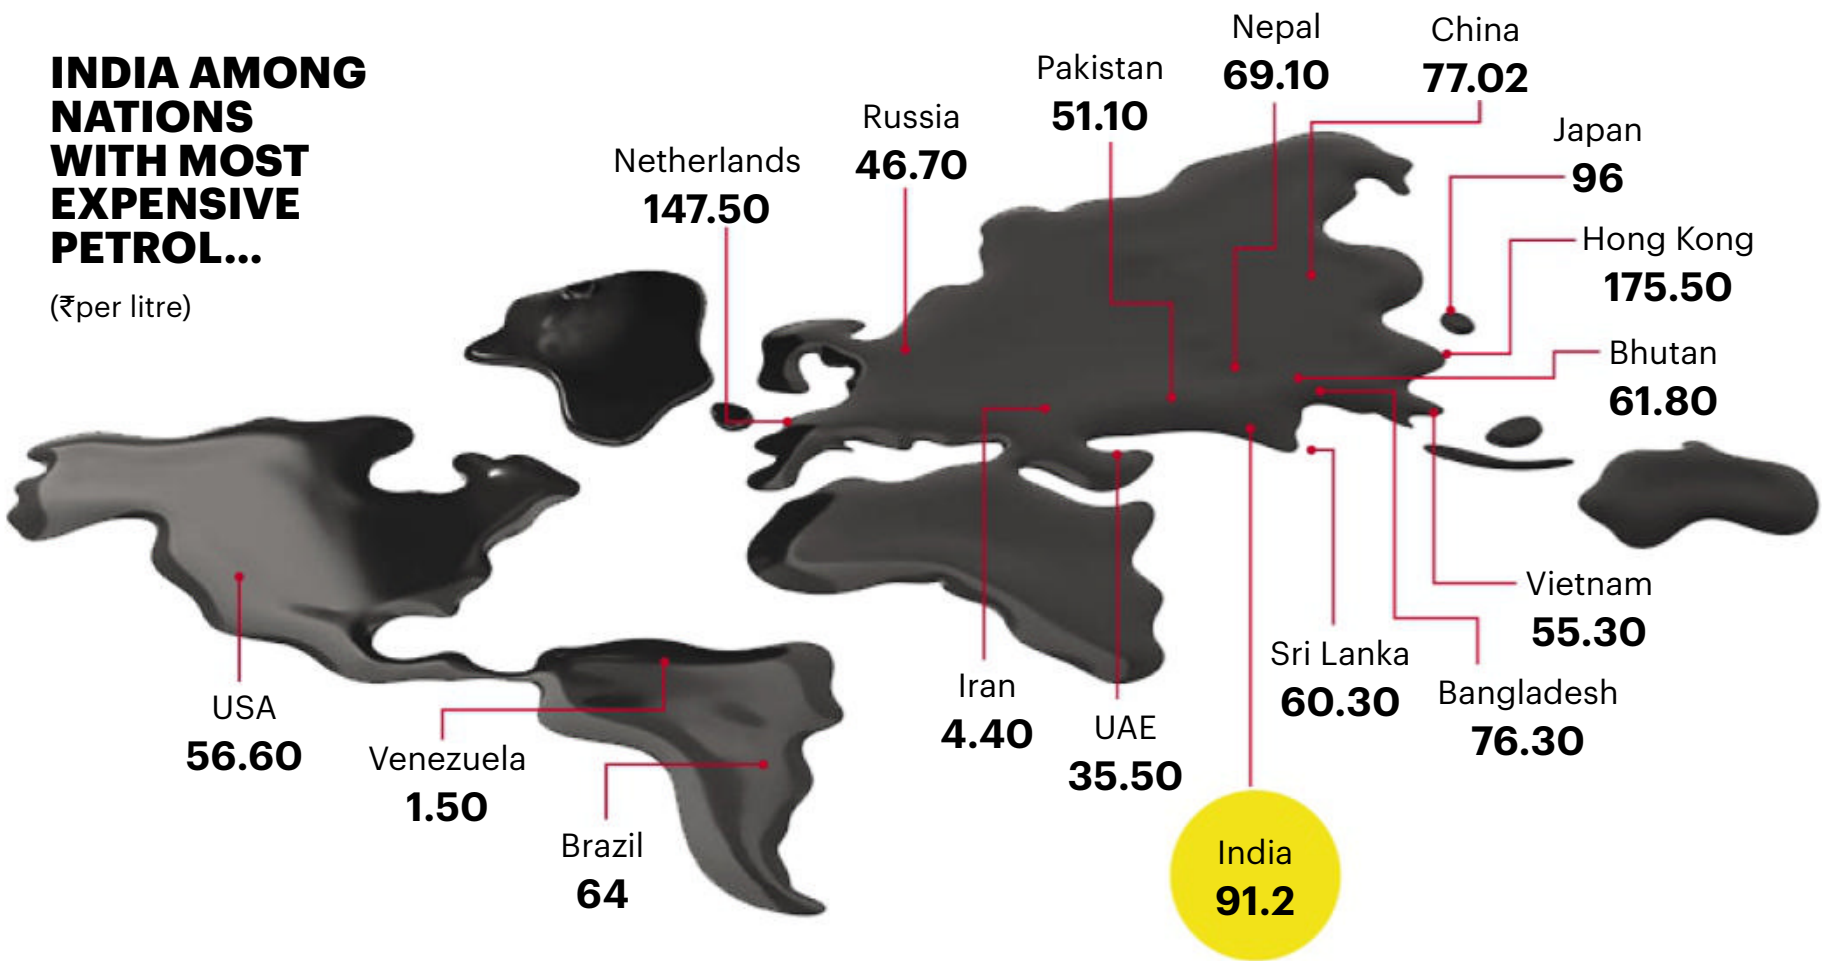 INDIA AMONG
NATIONS
WITH MOST
EXPENSIVE
PETROL...
(₹per litre)
Netherlands
147.50
Russia
46.70
Pakistan
51.10
Nepal
69.10
China
77.02
Japan
96
Hong Kong
175.50
Bhutan
61.80
Vietnam
55.30
Bangladesh
76.30
Sri Lanka
60.30
India
91.2
UAE
35.50
Iran
4.40
Brazil
64
Venezuela
1.50
USA
56.60